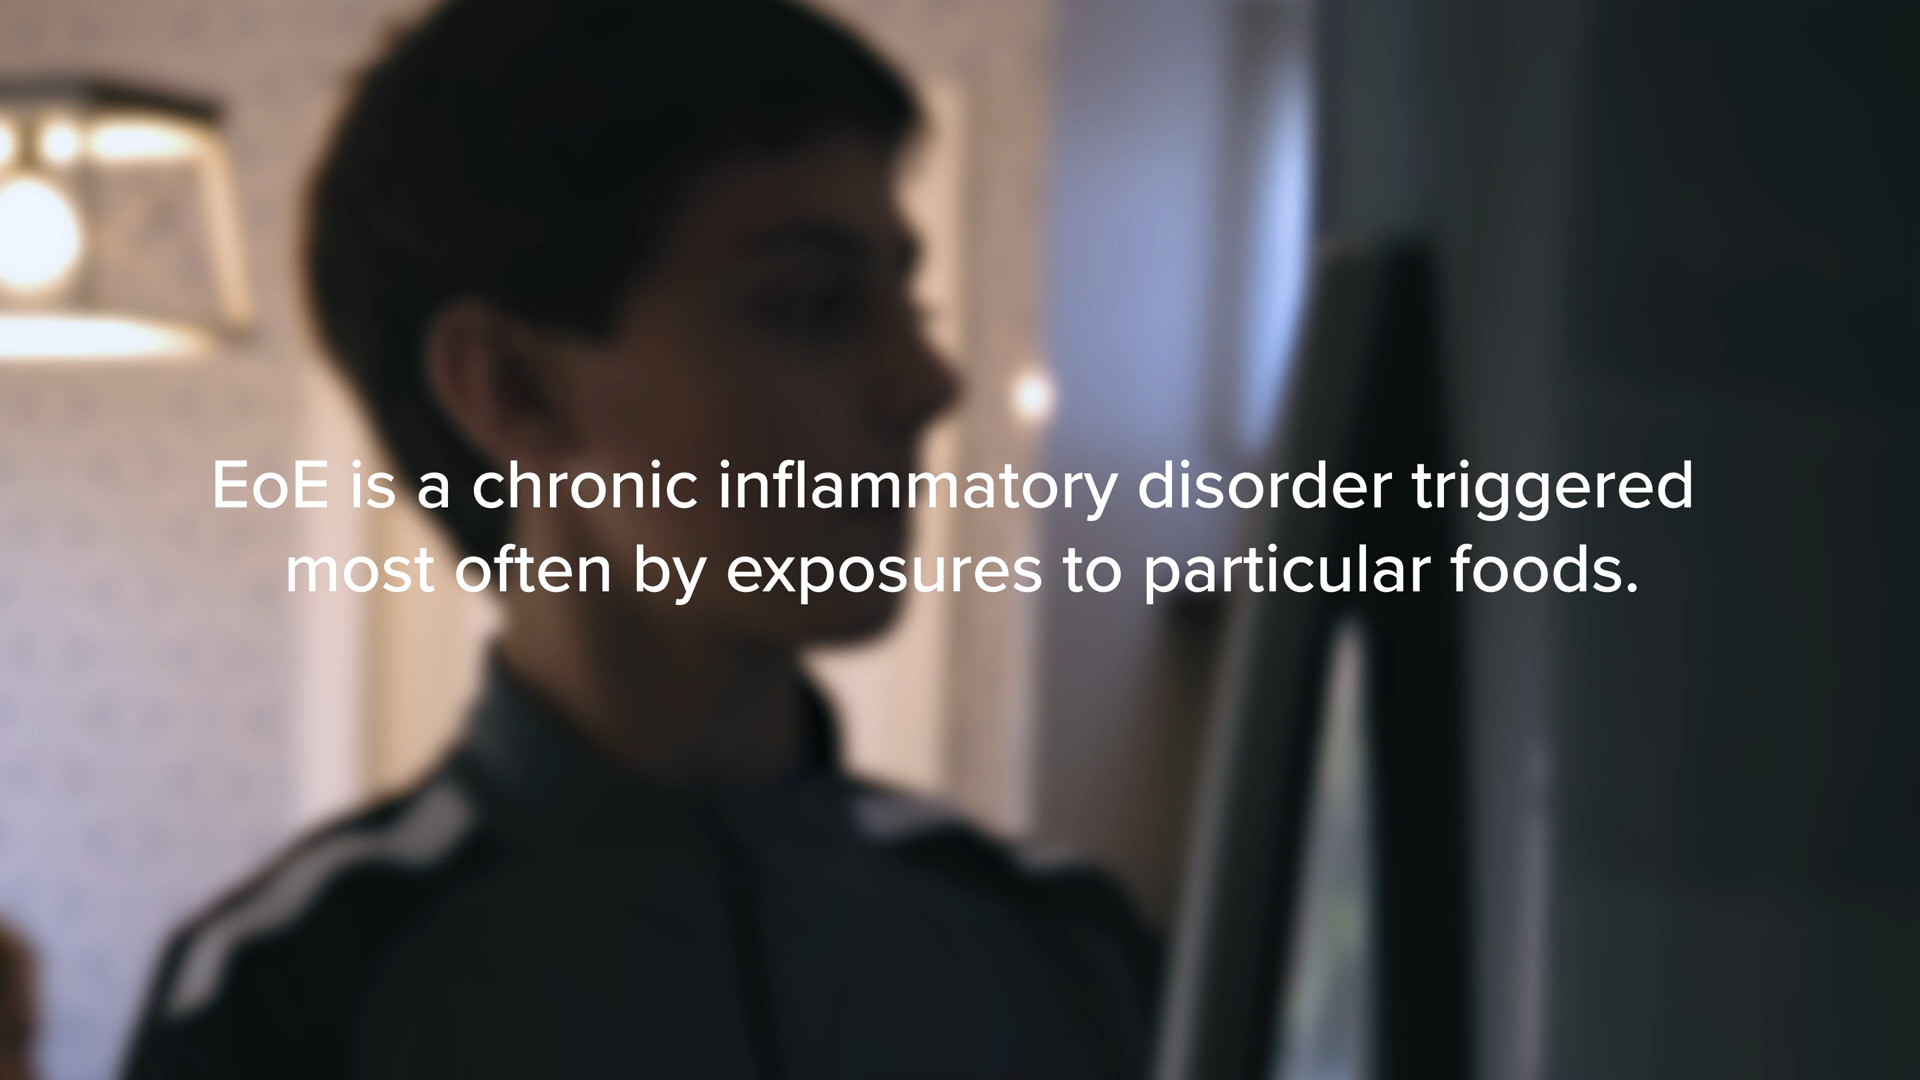 EoE is a chronic inflammatory disorder triggered
most often by exposures to particular foods.